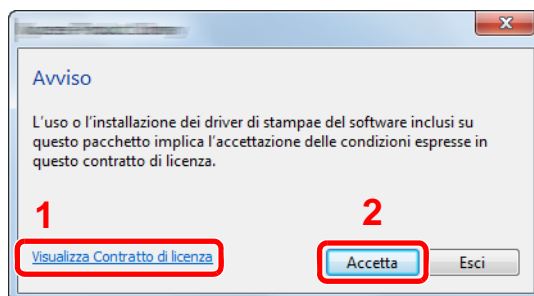 Avviso
L'uso o l'installazione dei driver di stampae del software inclusi su
questo pacchetto implica l'accettazione delle condizioni espresse in
questo contratto di licenza.
1
2
Visualizza Contratto di licenza
Accetta
Esci